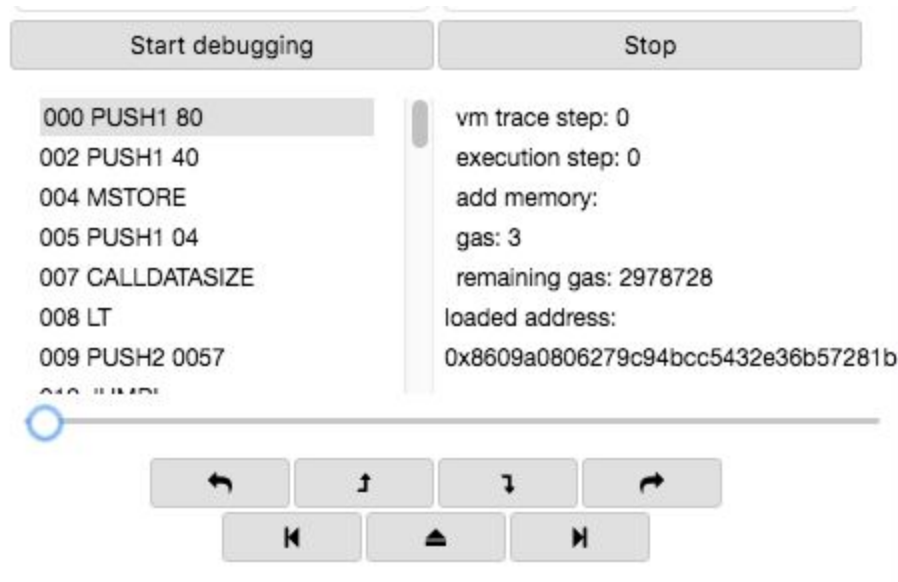 Start debugging
Stop
000 PUSH1 80
002 PUSH1 40
004 MSTORE
005 PUSH1 04
007 CALLDATASIZE
008 LT
009 PUSH2 0057
vm trace step: 0
execution step: 0
add memory:
gas: 3
remaining gas: 2978728
loaded address:
0x8609a0806279c94bcc5432e36b57281b